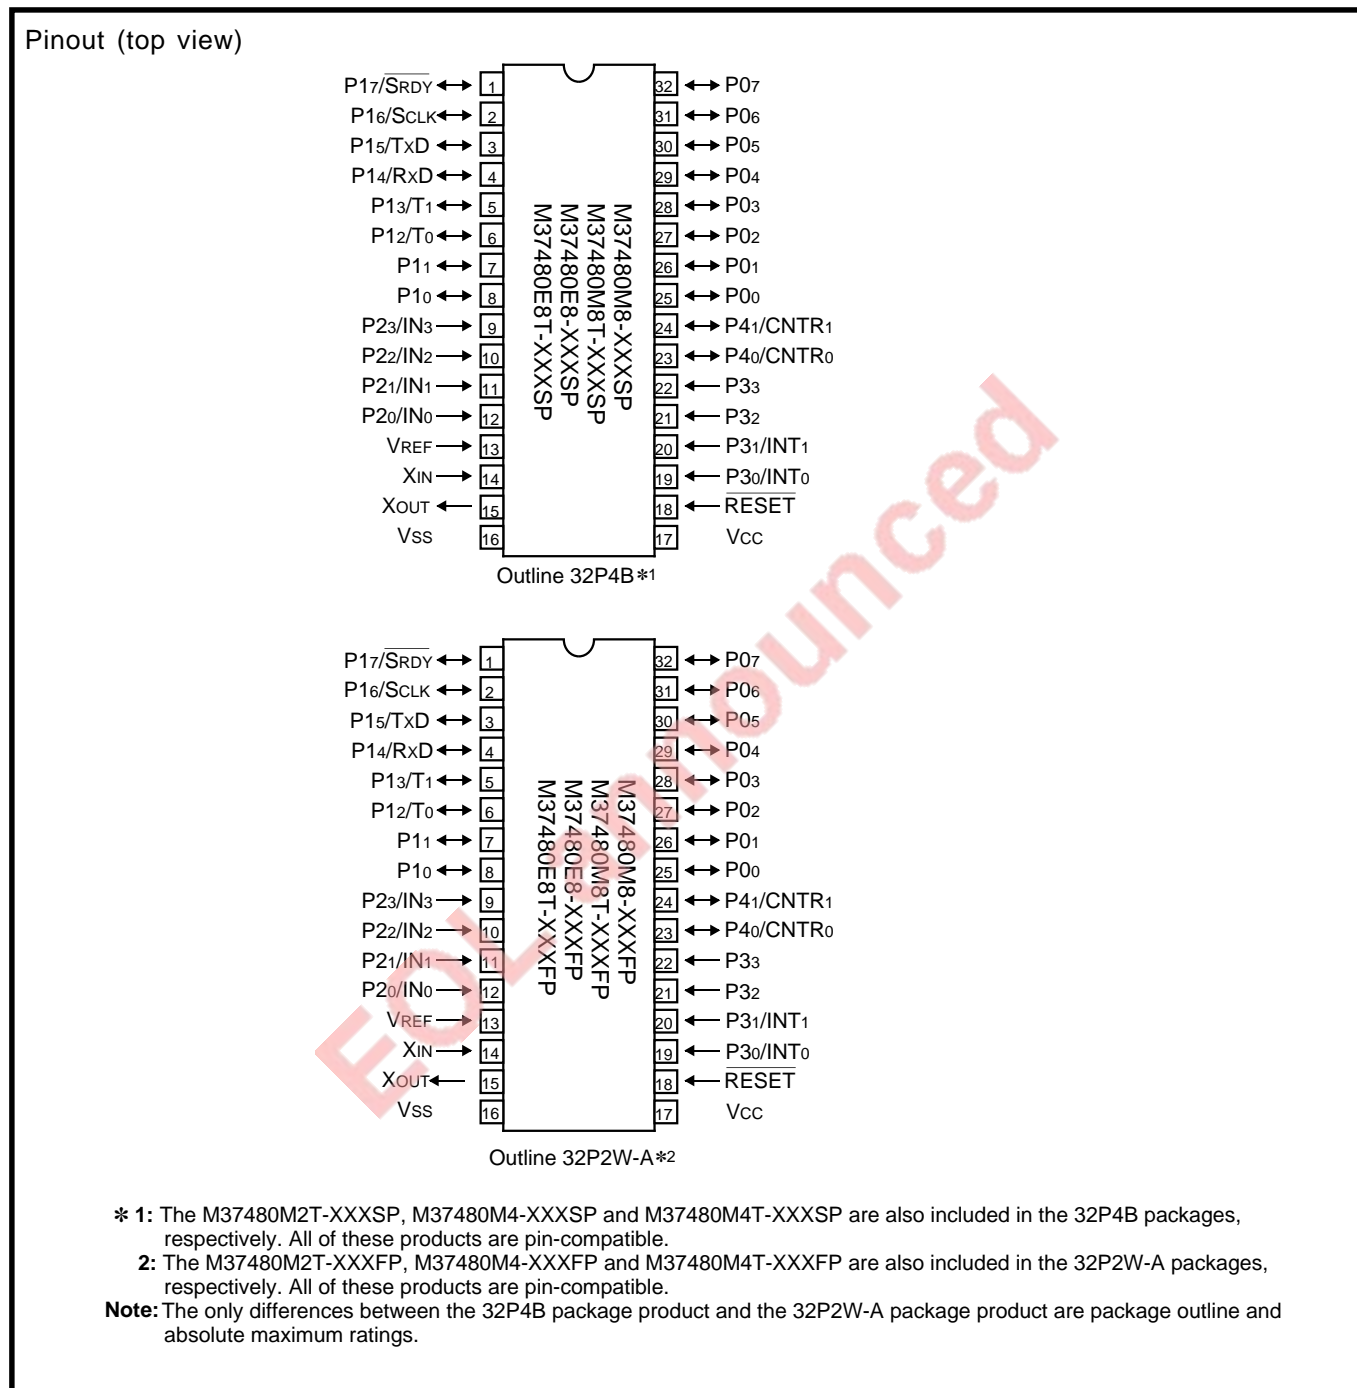 Pinout (top view)
P17/SRDY 1 32 P07
P16/SCLK 2 31 P06
P15/TxD 3 30 P05
P14/RxD 4 29 P04
P13/T1 5 28 P03
P12/T0 6 27 P02
P11 7 26 P01
P10 8 25 P00
P23/IN3 9 24 P41/CNTR1
P22/IN2 10 23 P40/CNTR0
P21/IN1 11 22 P33
P20/IN0 12 21 P32
VREF 13 20 P31/INT1
XIN 14 19 P30/INT0
XOUT 15 18 RESET
VSS 16 17 VCC
M37480M8-XXXSP
M37480M8T-XXXSP
M37480E8-XXXSP
M37480E8T-XXXSP
Outline 32P4B✽1
P17/SRDY 1 32 P07
P16/SCLK 2 31 P06
P15/TxD 3 30 P05
P14/RxD 4 29 P04
P13/T1 5 28 P03
P12/T0 6 27 P02
P11 7 26 P01
P10 8 25 P00
P23/IN3 9 24 P41/CNTR1
P22/IN2 10 23 P40/CNTR0
P21/IN1 11 22 P33
P20/IN0 12 21 P32
VREF 13 20 P31/INT1
XIN 14 19 P30/INT0
XOUT 15 18 RESET
VSS 16 17 VCC
M37480M8-XXXFP
M37480M8T-XXXFP
M37480E8-XXXFP
M37480E8T-XXXFP
Outline 32P2W-A✽2
EOL announced
✽ 1: The M37480M2T-XXXSP, M37480M4-XXXSP and M37480M4T-XXXSP are also included in the 32P4B packages,
respectively. All of these products are pin-compatible.
2: The M37480M2T-XXXFP, M37480M4-XXXFP and M37480M4T-XXXFP are also included in the 32P2W-A packages,
respectively. All of these products are pin-compatible.
Note: The only differences between the 32P4B package product and the 32P2W-A package product are package outline and
absolute maximum ratings.